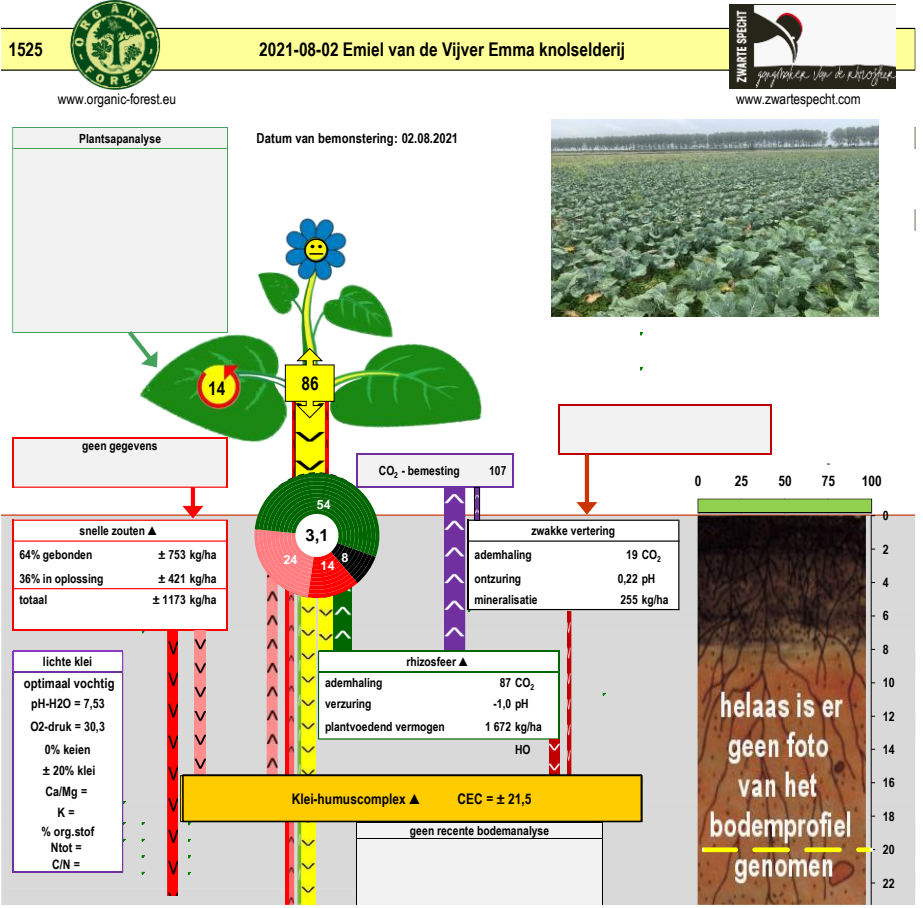 1525
ORGANIC
FOREST
2021-08-02 Emiel van de Vijver Emma knolselderij
ZWARTE SPECHT
gangmaker van de rhizosfeer
www.organic-forest.eu
www.zwartespecht.com
Plantsapanalyse
Datum van bemonstering: 02.08.2021
14
86
geen gegevens
CO₂ - bemesting 107
0 25 50 75 100
54
3,1
24
14
8
snelle zouten ▲
64% gebonden ± 753 kg/ha
36% in oplossing ± 421 kg/ha
totaal ± 1173 kg/ha
zwakke vertering
ademhaling 19 CO₂
ontzuring 0,22 pH
mineralisatie 255 kg/ha
lichte klei
optimaal vochtig
pH-H2O = 7,53
O2-druk = 30,3
0% keien
± 20% klei
Ca/Mg =
K =
% org.stof
Ntot =
C/N =
rhizosfeer ▲
ademhaling 87 CO₂
verzuring -1,0 pH
plantvoedend vermogen 1 672 kg/ha
HO
Klei-humuscomplex ▲ CEC = ± 21,5
geen recente bodemanalyse
helaas is er
geen foto
van het
bodemprofiel
genomen
0
2
4
6
8
10
12
14
16
18
20
22